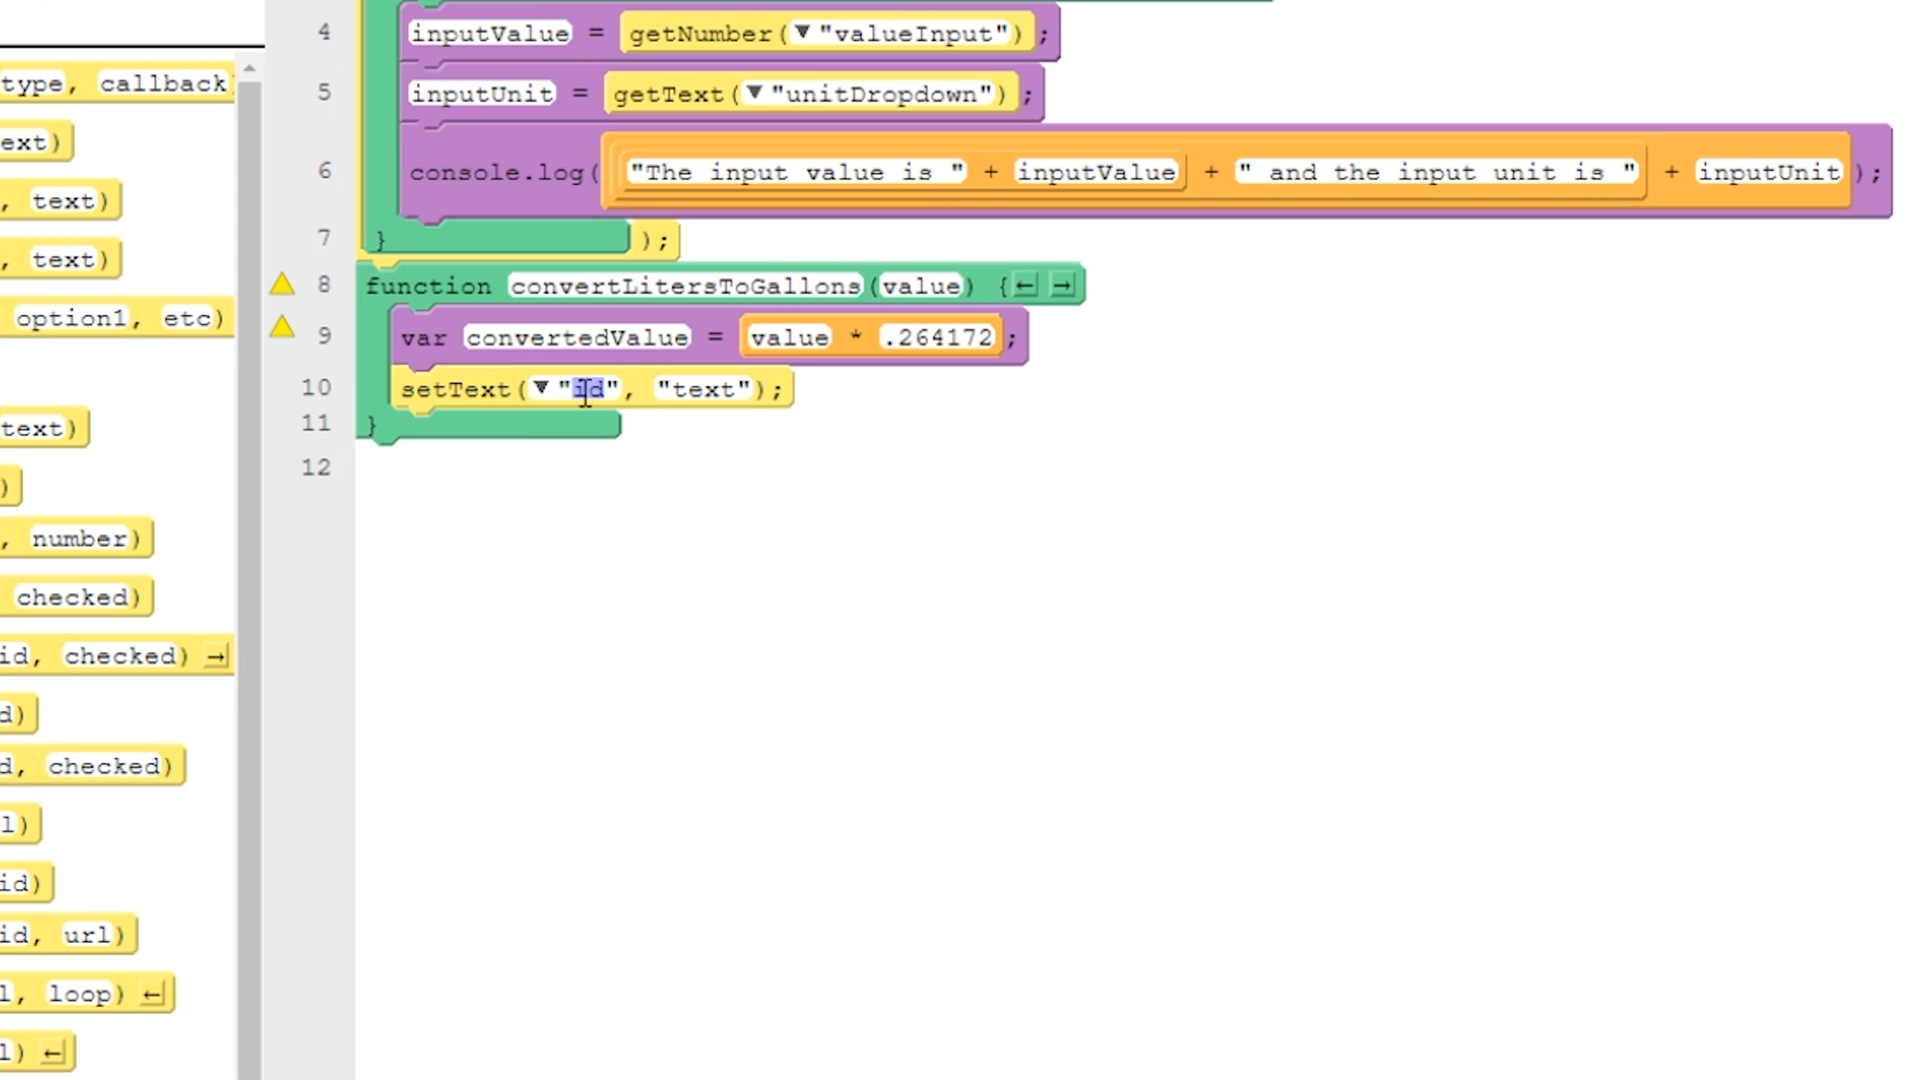 type, callback
ext)
, text)
, text)
option1, etc)
text)
)
, number)
checked)
id, checked) →
d)
d, checked)
l)
id)
id, url)
l, loop) ←
l) ←
4 inputValue = getNumber(▼ "valueInput");
5 inputUnit = getText(▼ "unitDropdown");
6 console.log("The input value is " + inputValue + " and the input unit is " + inputUnit);
7 } );
8 function convertLitersToGallons(value) { ← →
9 var convertedValue = value * .264172;
10 setText(▼ "id", "text");
11 }
12